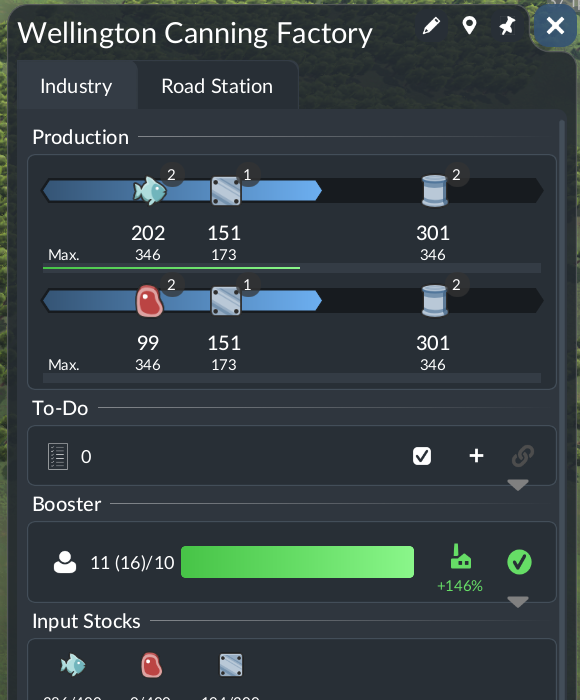 Wellington Canning Factory
Industry Road Station
Production
2 1 2
202 151 301
Max. 346 173 346
2 1 2
99 151 301
Max. 346 173 346
To-Do
0
Booster
11 (16)/10
+146%
Input Stocks